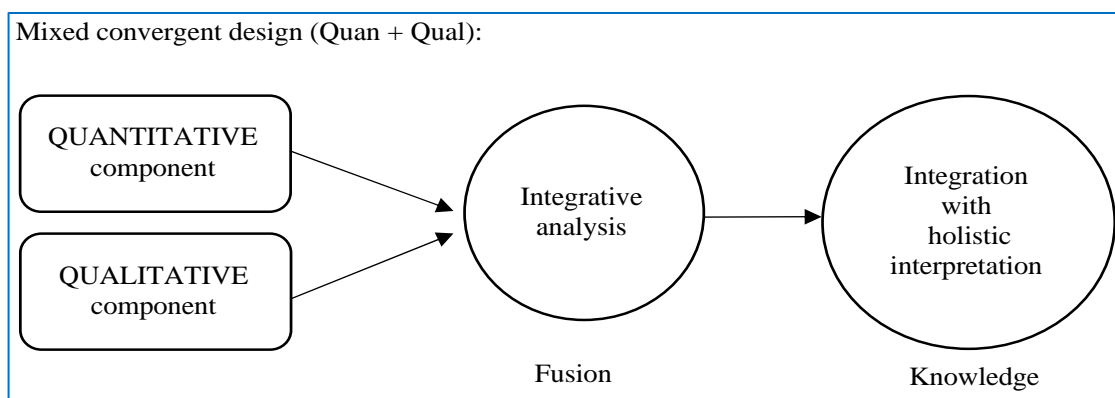 Mixed convergent design (Quan + Qual):
QUANTITATIVE
component
QUALITATIVE
component
Integrative
analysis
Fusion
Integration
with
holistic
interpretation
Knowledge